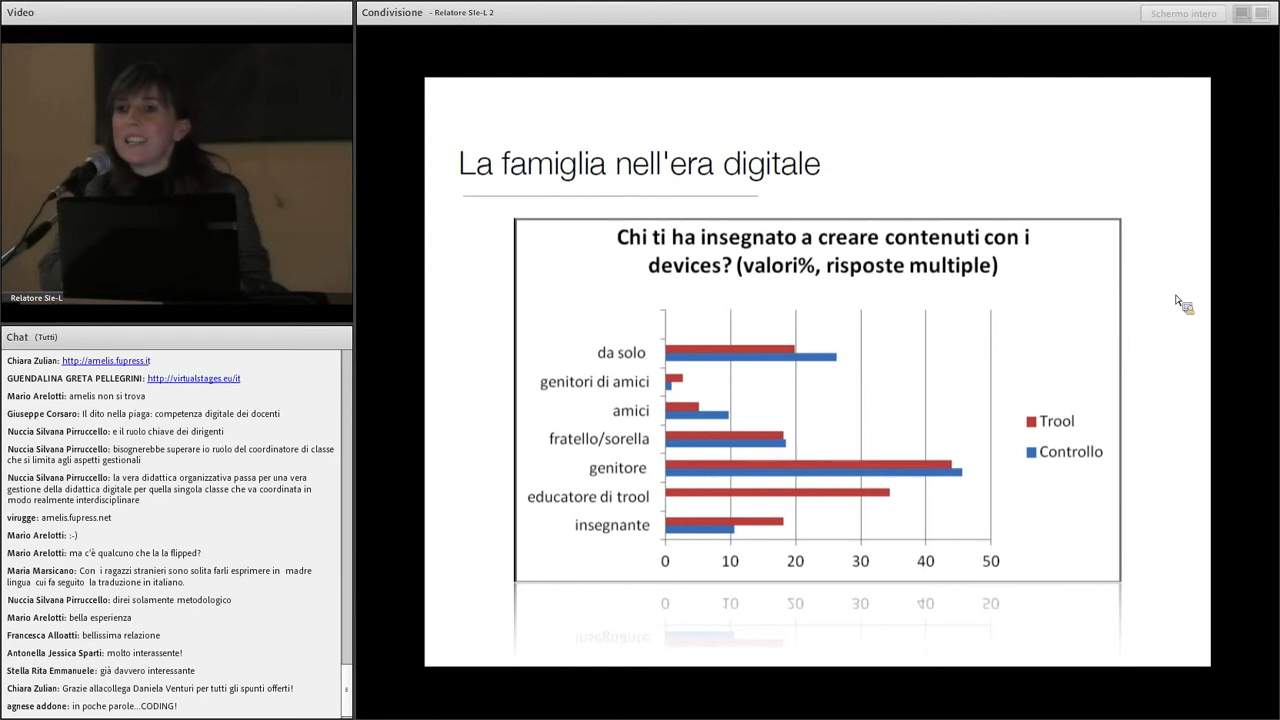 Video
Relatore SIe-L
Chat (Tutti)
Chiara Zulian: http://amelis.fupress.it
GUENDALINA GRETA PELLEGRINI: http://virtualstages.eu/it
Mario Arelotti: amelis non si trova
Giuseppe Corsaro: Il dito nella piaga: competenza digitale dei docenti
Nuccia Silvana Pirruccello: e il ruolo chiave dei dirigenti
Nuccia Silvana Pirruccello: bisognerebbe superare io ruolo del coordinatore di classe
che si limita agli aspetti gestionali
Nuccia Silvana Pirruccello: la vera didattica organizzativa passa per una vera
gestione della didattica digitale per quella singola classe che va coordinata in
modo realmente interdisciplinare
virugge: amelis.fupress.net
Mario Arelotti: :-)
Mario Arelotti: ma c'è qualcuno che la la flipped?
Maria Marsicano: Con i ragazzi stranieri sono solita farli esprimere in madre
lingua cui fa seguito la traduzione in italiano.
Nuccia Silvana Pirruccello: direi solamente metodologico
Mario Arelotti: bella esperienza
Francesca Alloatti: bellissima relazione
Antonella Jessica Sparti: molto interassente!
Stella Rita Emmanuele: già davvero interessante
Chiara Zulian: Grazie allacollega Daniela Venturi per tutti gli spunti offerti!
agnese addone: in poche parole...CODING!
Condivisione - Relatore SIe-L 2
Schermo intero
La famiglia nell'era digitale
Chi ti ha insegnato a creare contenuti con i
devices? (valori%, risposte multiple)
da solo
genitori di amici
amici
fratello/sorella
genitore
educatore di trool
insegnante
0 10 20 30 40 50
Trool
Controllo
0 10 20 30 40 50
insegnante